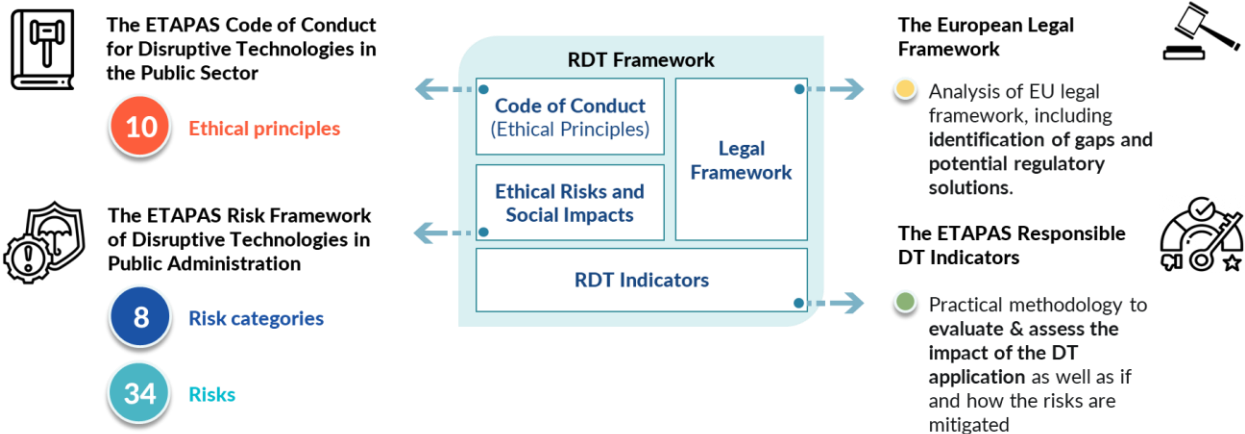 The ETAPAS Code of Conduct
for Disruptive Technologies in
the Public Sector
10
Ethical principles
The ETAPAS Risk Framework
of Disruptive Technologies in
Public Administration
8
Risk categories
34
Risks
RDT Framework
Code of Conduct
(Ethical Principles)
Legal
Framework
Ethical Risks and
Social Impacts
RDT Indicators
The European Legal
Framework
Analysis of EU legal
framework, including
identification of gaps and
potential regulatory
solutions.
The ETAPAS Responsible
DT Indicators
Practical methodology to
evaluate & assess the
impact of the DT
application as well as if
and how the risks are
mitigated